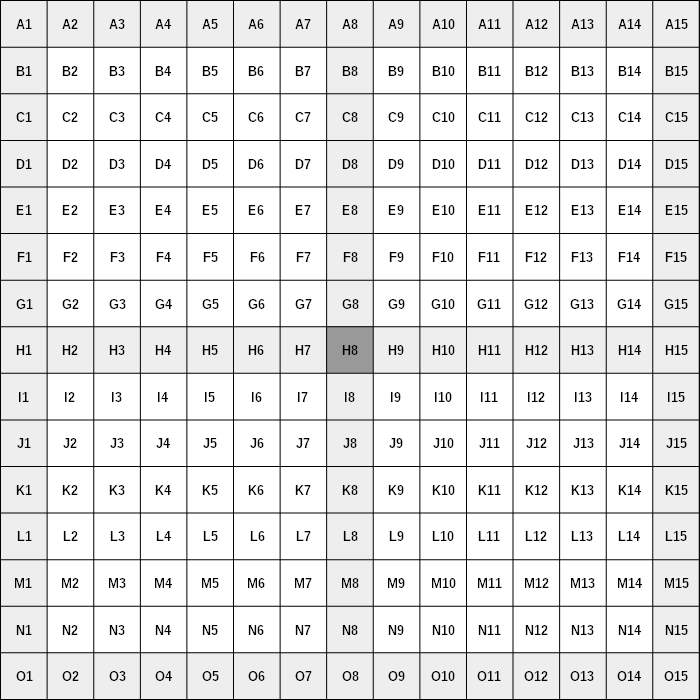 A1 A2 A3 A4 A5 A6 A7 A8 A9 A10 A11 A12 A13 A14 A15
B1 B2 B3 B4 B5 B6 B7 B8 B9 B10 B11 B12 B13 B14 B15
C1 C2 C3 C4 C5 C6 C7 C8 C9 C10 C11 C12 C13 C14 C15
D1 D2 D3 D4 D5 D6 D7 D8 D9 D10 D11 D12 D13 D14 D15
E1 E2 E3 E4 E5 E6 E7 E8 E9 E10 E11 E12 E13 E14 E15
F1 F2 F3 F4 F5 F6 F7 F8 F9 F10 F11 F12 F13 F14 F15
G1 G2 G3 G4 G5 G6 G7 G8 G9 G10 G11 G12 G13 G14 G15
H1 H2 H3 H4 H5 H6 H7 H8 H9 H10 H11 H12 H13 H14 H15
I1 I2 I3 I4 I5 I6 I7 I8 I9 I10 I11 I12 I13 I14 I15
J1 J2 J3 J4 J5 J6 J7 J8 J9 J10 J11 J12 J13 J14 J15
K1 K2 K3 K4 K5 K6 K7 K8 K9 K10 K11 K12 K13 K14 K15
L1 L2 L3 L4 L5 L6 L7 L8 L9 L10 L11 L12 L13 L14 L15
M1 M2 M3 M4 M5 M6 M7 M8 M9 M10 M11 M12 M13 M14 M15
N1 N2 N3 N4 N5 N6 N7 N8 N9 N10 N11 N12 N13 N14 N15
O1 O2 O3 O4 O5 O6 O7 O8 O9 O10 O11 O12 O13 O14 O15